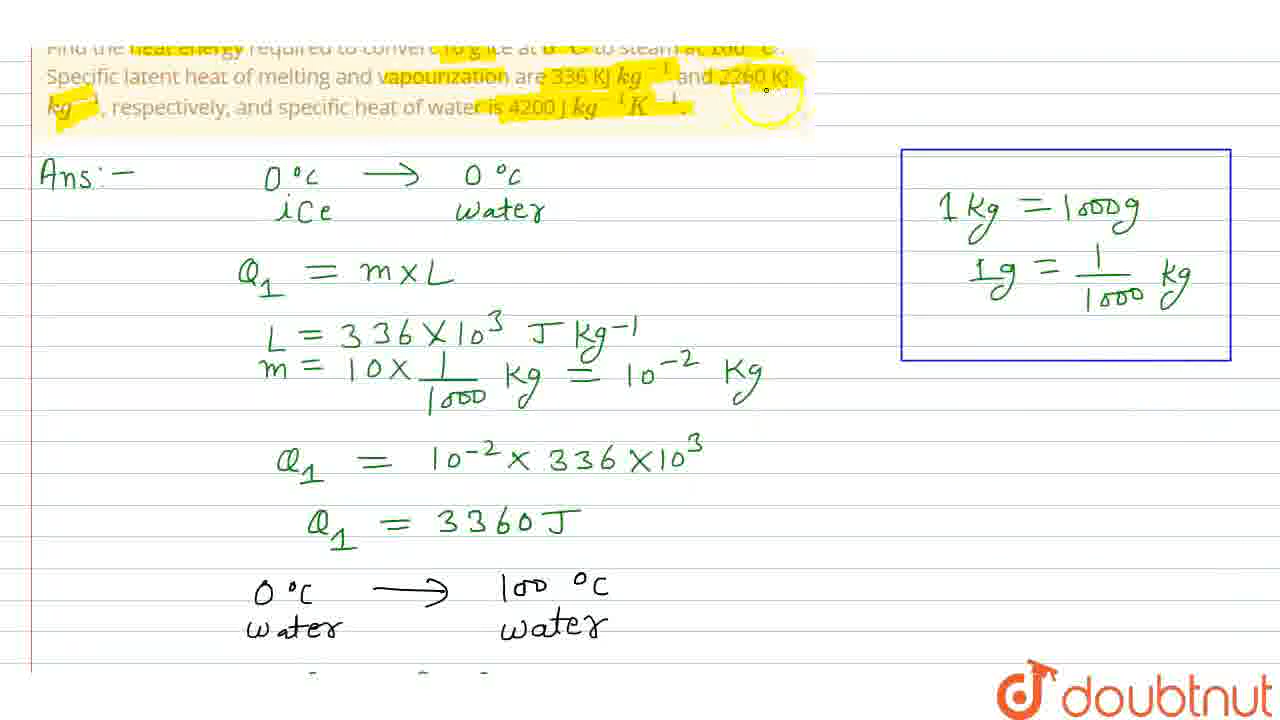 Find the heat energy required to convert 10 g ice at 0°C to steam at 100°C.
Specific latent heat of melting and vapourization are 336 KJ kg⁻¹ and 2260 KJ
kg⁻¹, respectively, and specific heat of water is 4200 J kg⁻¹K⁻¹.
Ans:- 0°C → 0°C
ice water
Q₁ = m×L
L = 336×10³ J kg⁻¹
m = 10×1/1000 kg = 10⁻² kg
Q₁ = 10⁻² × 336×10³
Q₁ = 3360 J
0°C → 100 °C
water water
1 kg = 1000g
1g = 1/1000 kg
doubtnut